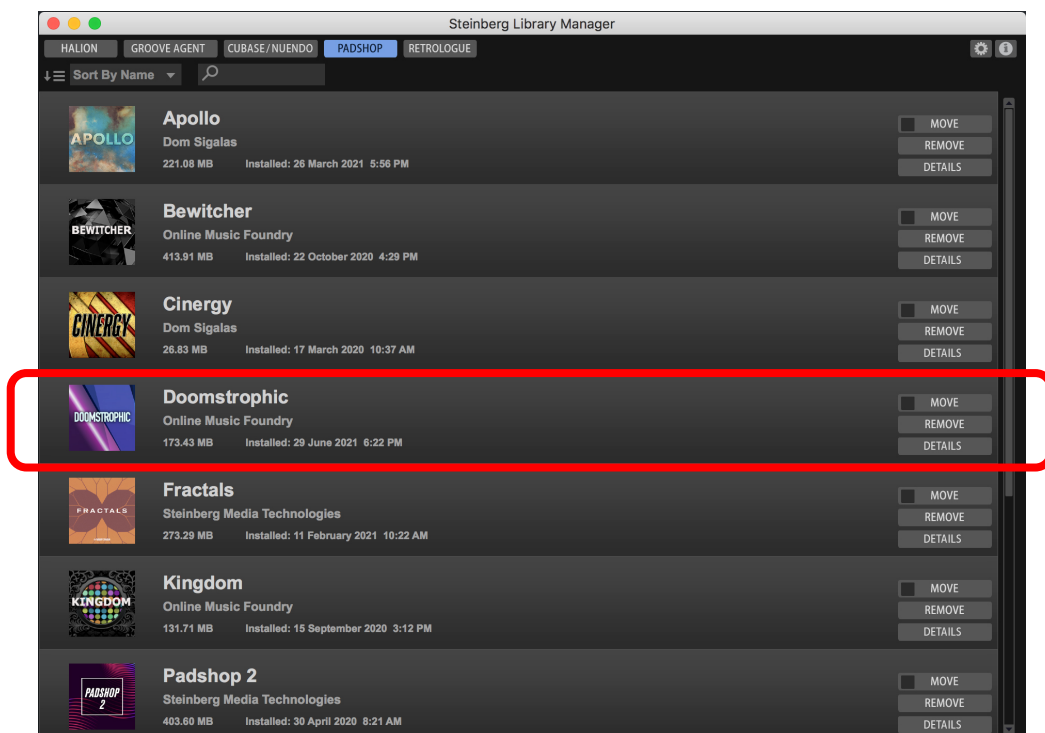 Steinberg Library Manager
HALION GROOVE AGENT CUBASE/NUENDO PADSHOP RETROLOGUE
Sort By Name
APOLLO
Apollo
Dom Sigalas
221.08 MB Installed: 26 March 2021 5:56 PM
MOVE
REMOVE
DETAILS
BEWITCHER
Bewitcher
Online Music Foundry
413.91 MB Installed: 22 October 2020 4:29 PM
MOVE
REMOVE
DETAILS
CINERGY
Cinergy
Dom Sigalas
26.83 MB Installed: 17 March 2020 10:37 AM
MOVE
REMOVE
DETAILS
DOOMSTROPHIC
Doomstrophic
Online Music Foundry
173.43 MB Installed: 29 June 2021 6:22 PM
MOVE
REMOVE
DETAILS
FRACTALS
Fractals
Steinberg Media Technologies
273.29 MB Installed: 11 February 2021 10:22 AM
MOVE
REMOVE
DETAILS
KINGDOM
Kingdom
Online Music Foundry
131.71 MB Installed: 15 September 2020 3:12 PM
MOVE
REMOVE
DETAILS
PADSHOP
2
Padshop 2
Steinberg Media Technologies
403.60 MB Installed: 30 April 2020 8:21 AM
MOVE
REMOVE
DETAILS